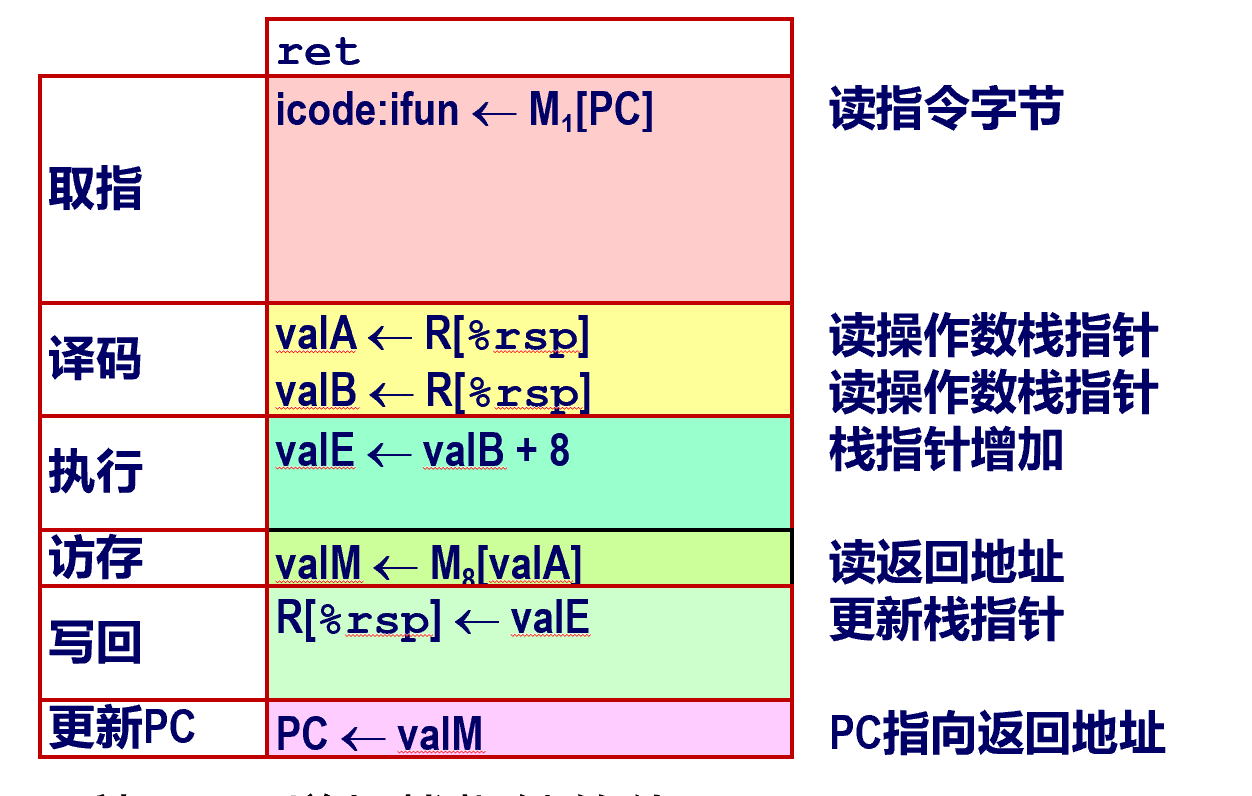 ret
取指
icode:ifun ← M1[PC]
读指令字节
译码
valA ← R[%rsp]
读操作数栈指针
valB ← R[%rsp]
读操作数栈指针
执行
valE ← valB + 8
栈指针增加
访存
valM ← M8[valA]
读返回地址
写回
R[%rsp] ← valE
更新栈指针
更新PC
PC ← valM
PC指向返回地址